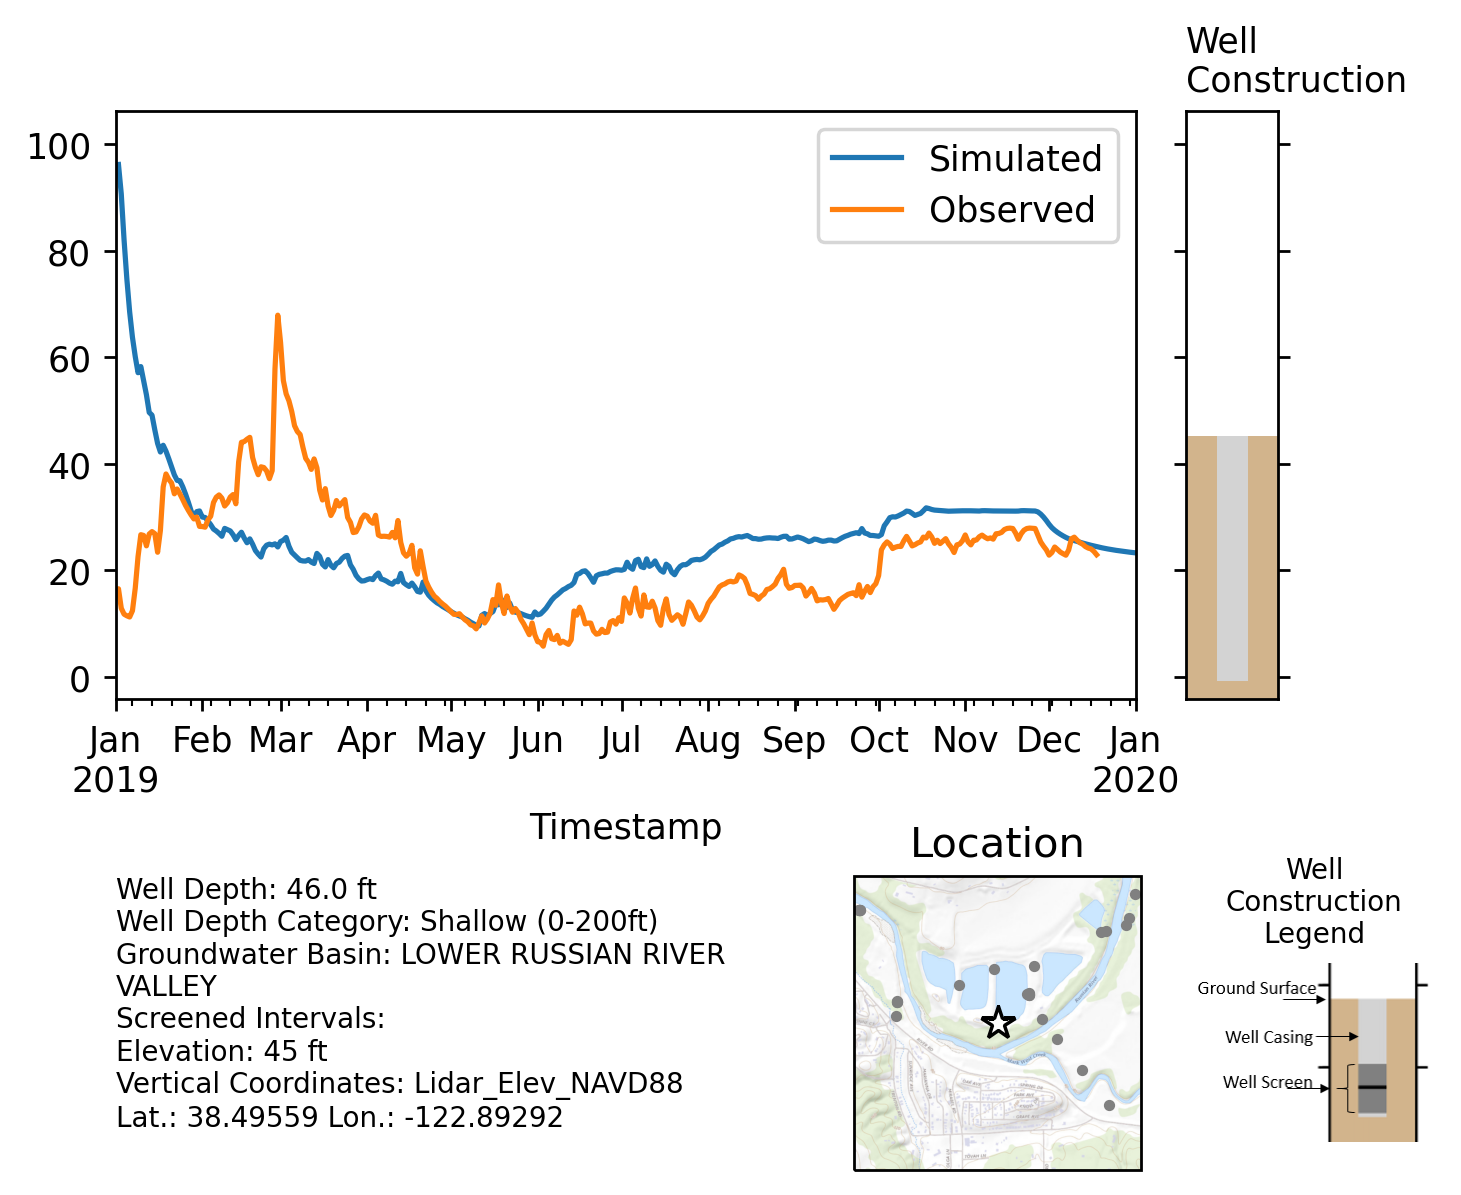 Well
Construction
100
80
60
40
20
0
Simulated
Observed
Jan Feb Mar Apr May Jun Jul Aug Sep Oct Nov Dec Jan
2019 2020
Timestamp
Well Depth: 46.0 ft
Well Depth Category: Shallow (0-200ft)
Groundwater Basin: LOWER RUSSIAN RIVER
VALLEY
Screened Intervals:
Elevation: 45 ft
Vertical Coordinates: Lidar_Elev_NAVD88
Lat.: 38.49559 Lon.: -122.89292
Location
Well
Construction
Legend
Ground Surface
Well Casing
Well Screen